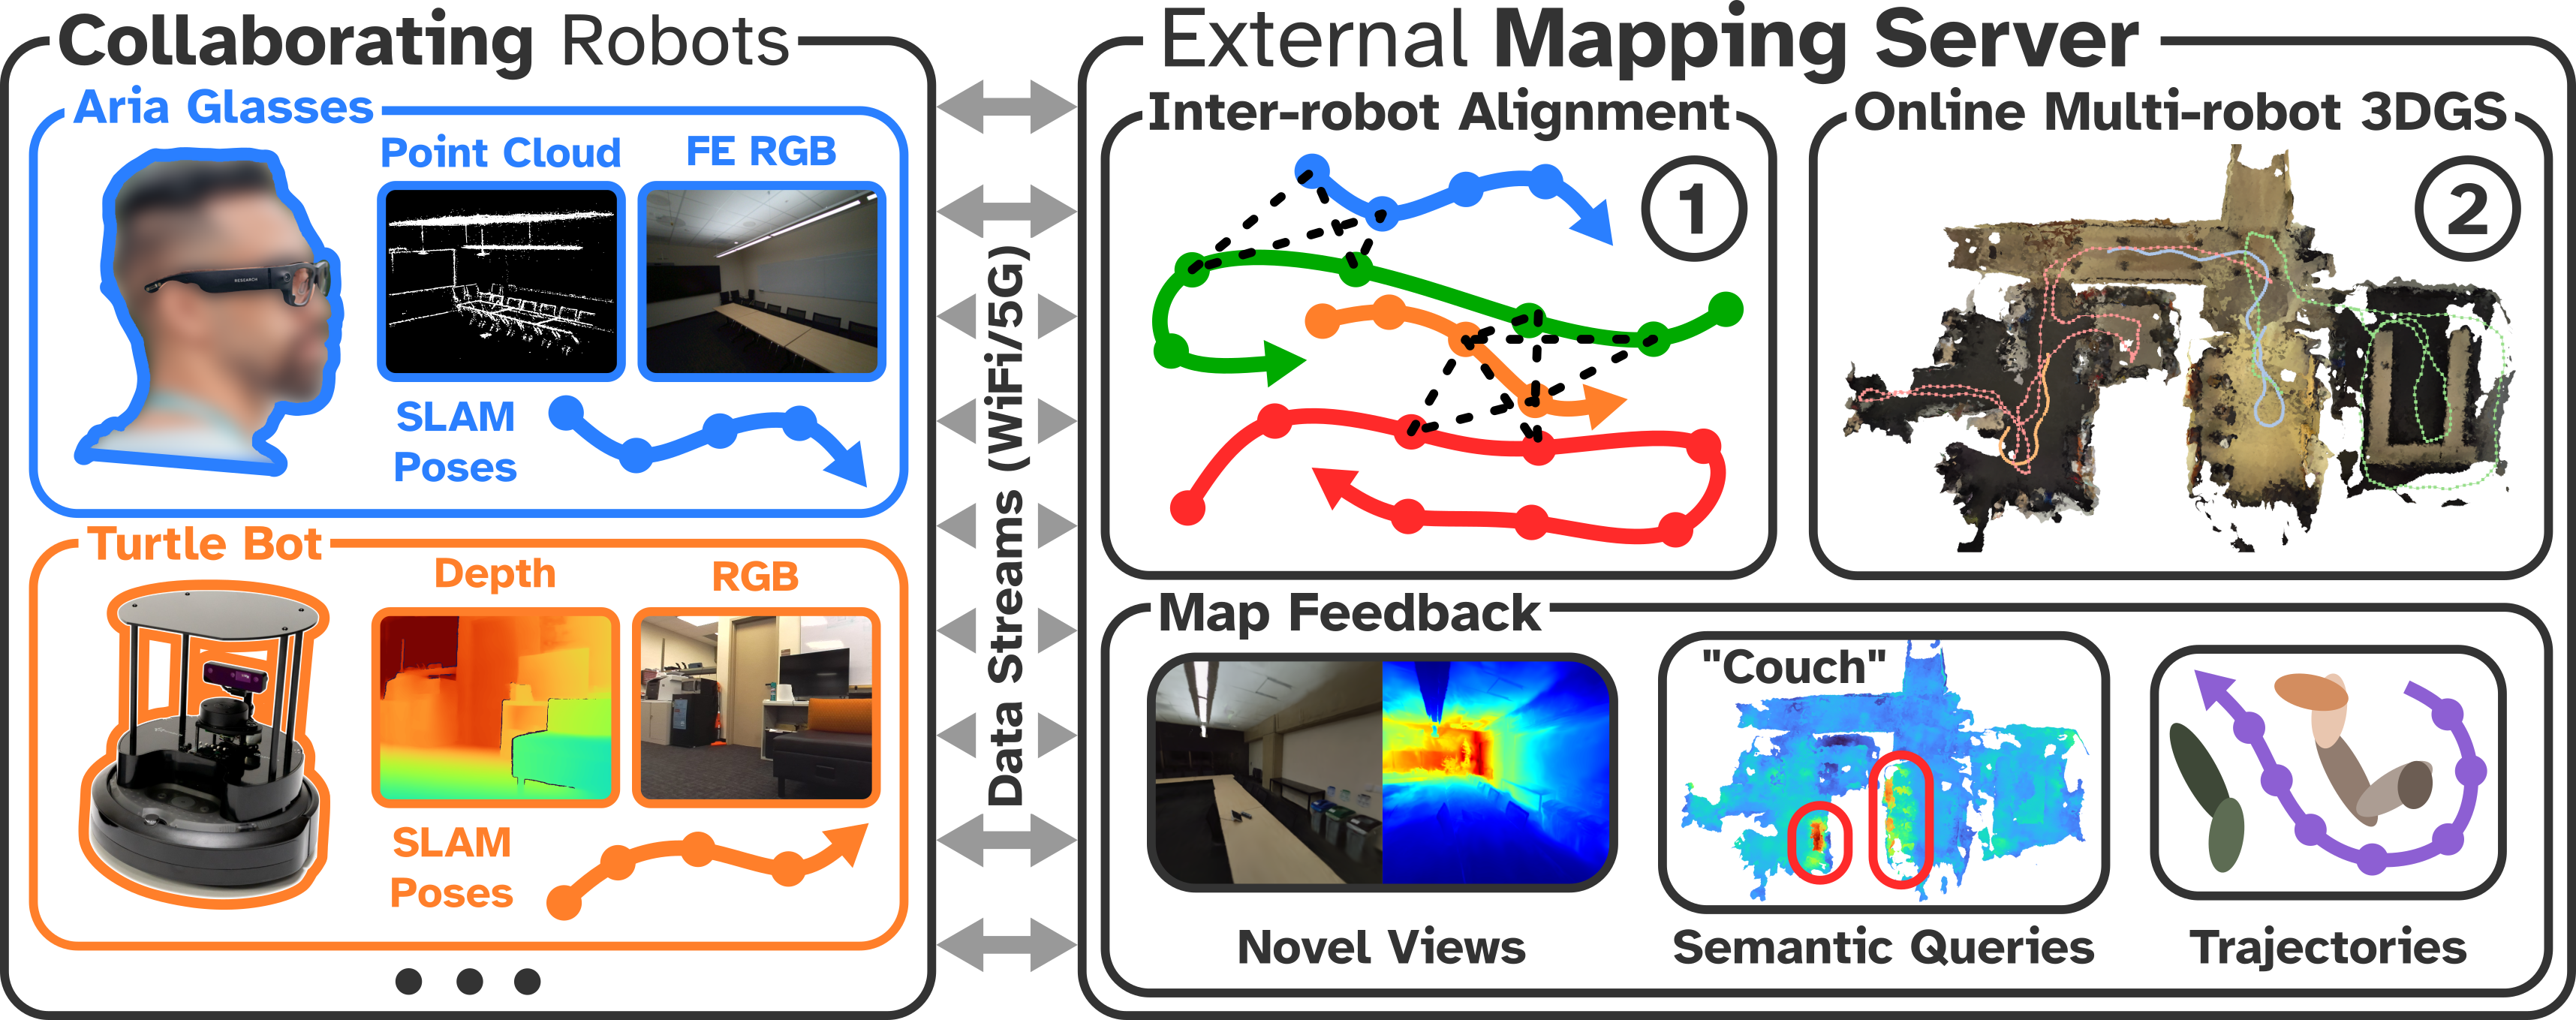 Collaborating Robots
Aria Glasses
Point Cloud
FE RGB
RESEARCH
SLAM
Poses
Turtle Bot
Depth
RGB
SLAM
Poses
Data Streams (WiFi/5G)
External Mapping Server
Inter-robot Alignment
1
Online Multi-robot 3DGS
2
Map Feedback
"Couch"
Novel Views
Semantic Queries
Trajectories